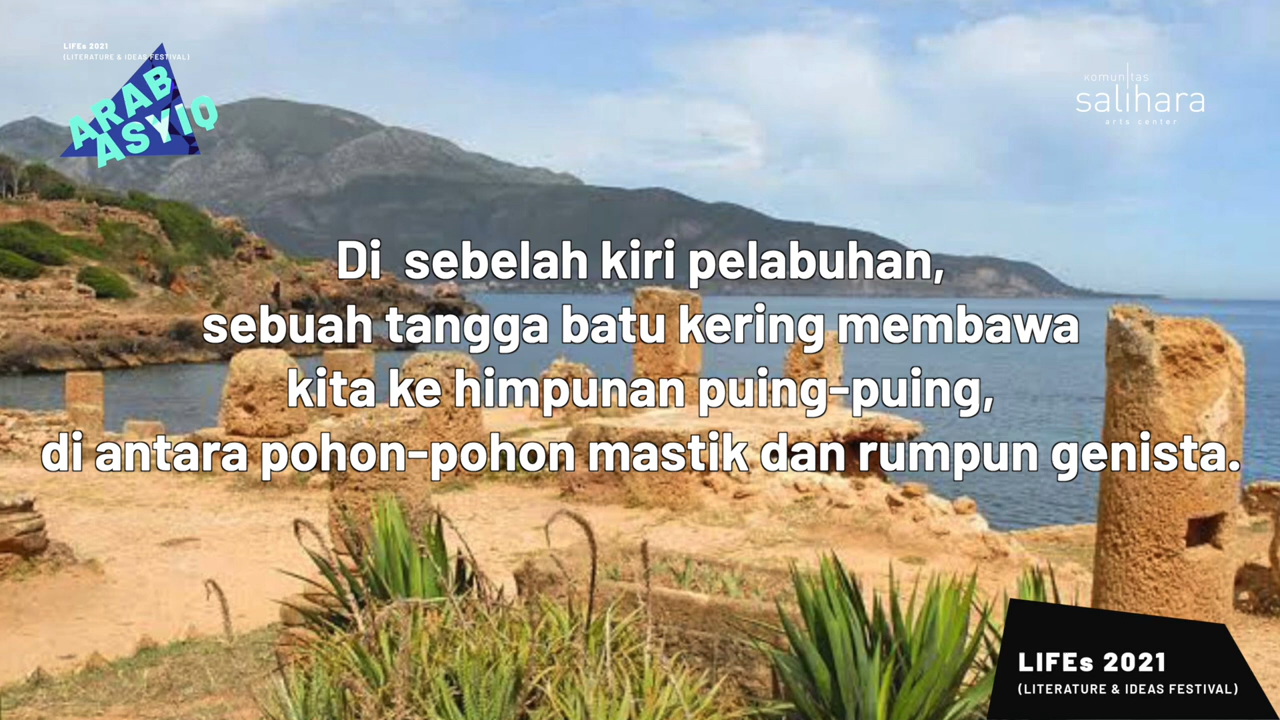 LIFEs 2021
(LITERATURE & IDEAS FESTIVAL)
ARAB
ASYIQ
komunitas
salihara
arts center
Di sebelah kiri pelabuhan,
sebuah tangga batu kering membawa
kita ke himpunan puing-puing,
di antara pohon-pohon mastik dan rumpun genista.
LIFEs 2021
(LITERATURE & IDEAS FESTIVAL)